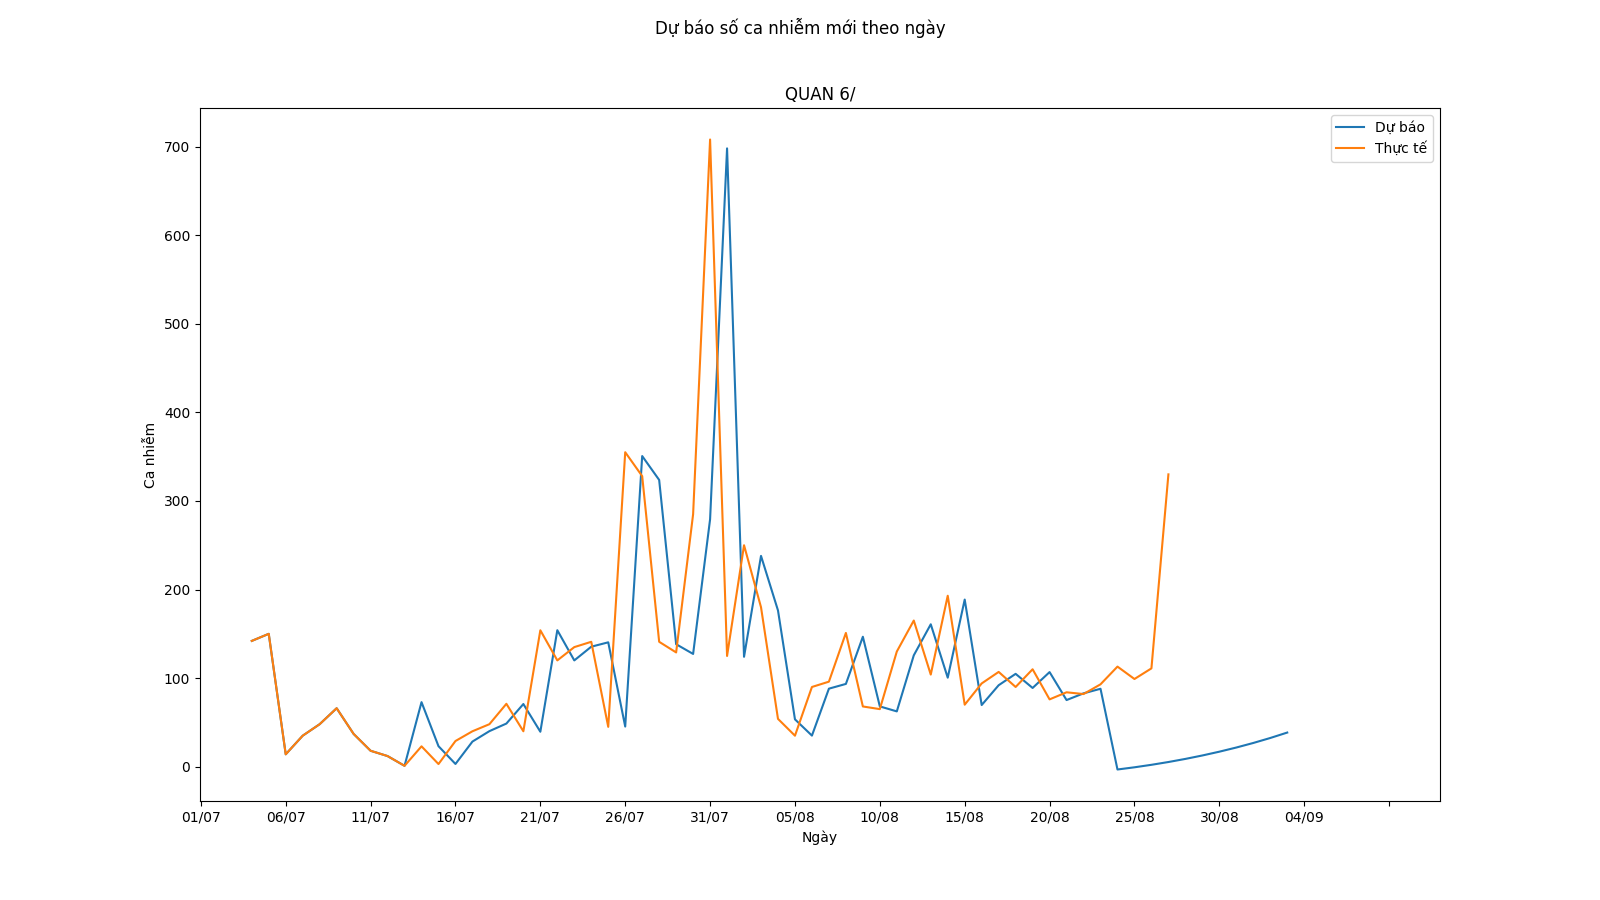 Dự báo số ca nhiễm mới theo ngày
QUAN 6/
Dự báo
Thực tế
700
600
500
400
300
200
100
0
Ca nhiễm
01/07 06/07 11/07 16/07 21/07 26/07 31/07 05/08 10/08 15/08 20/08 25/08 30/08 04/09
Ngày